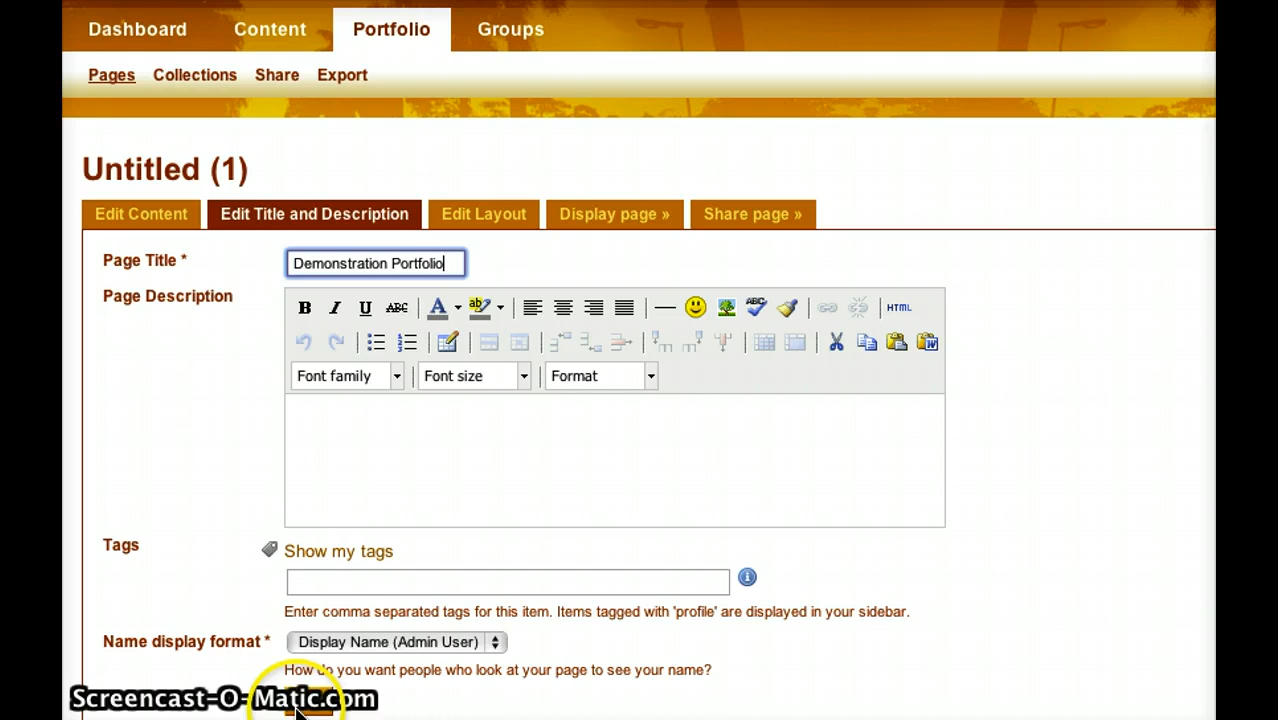 Dashboard Content Portfolio Groups
Pages Collections Share Export
Untitled (1)
Edit Content Edit Title and Description Edit Layout Display page » Share page »
Page Title * Demonstration Portfolio
Page Description
B I U ABC A ab ABC HTML
Font family Font size Format
Tags Show my tags
Enter comma separated tags for this item. Items tagged with 'profile' are displayed in your sidebar.
Name display format * Display Name (Admin User)
How do you want people who look at your page to see your name?
Screencast-O-Matic.com